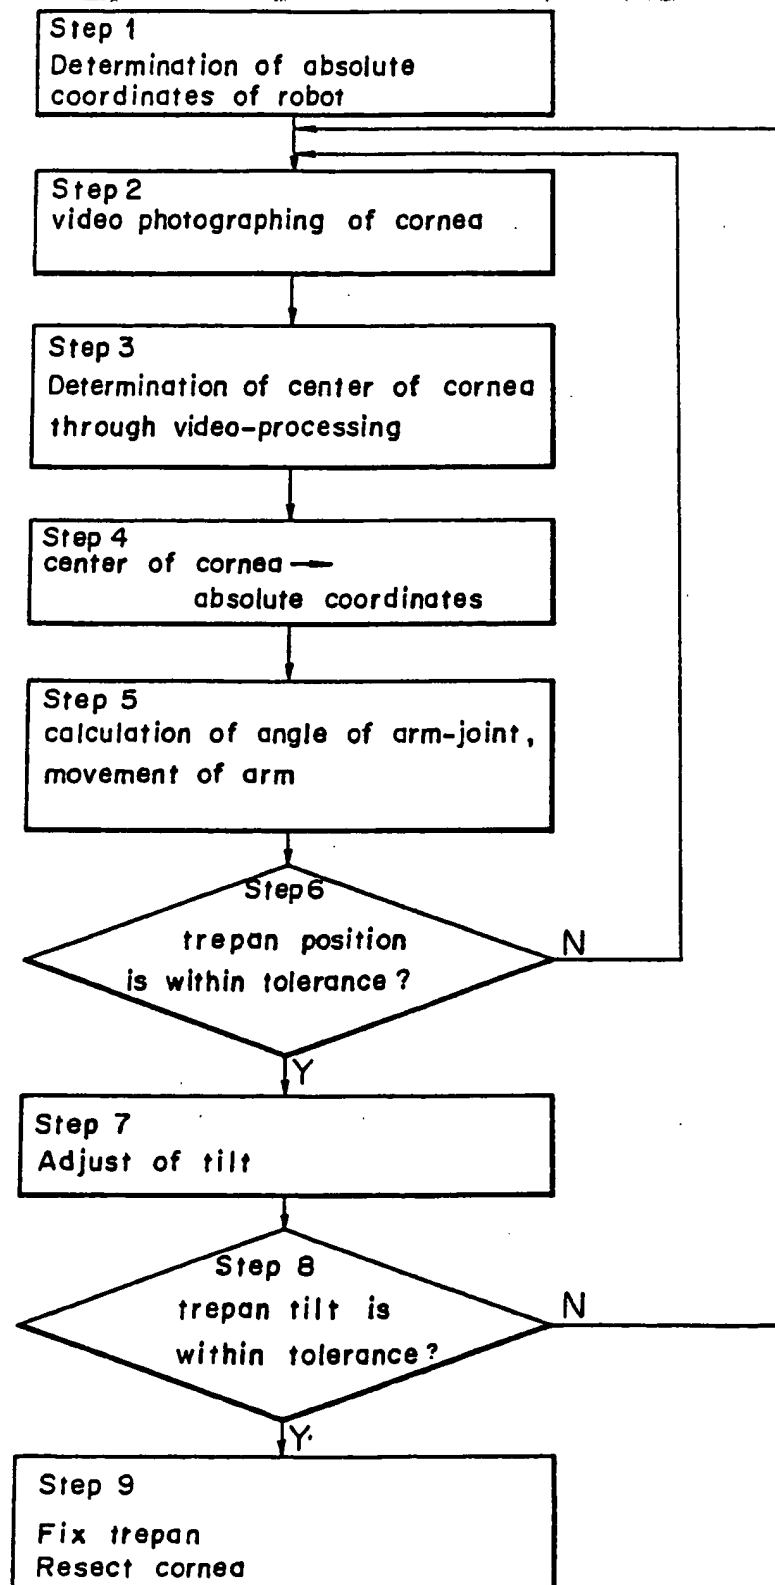 Step 1
Determination of absolute
coordinates of robot
Step 2
video photographing of cornea
Step 3
Determination of center of cornea
through video-processing
Step 4
center of cornea →
absolute coordinates
Step 5
calculation of angle of arm-joint,
movement of arm
Step 6
trepan position
is within tolerance?
N
Y
Step 7
Adjust of tilt
Step 8
trepan tilt is
within tolerance?
N
Y
Step 9
Fix trepan
Resect cornea